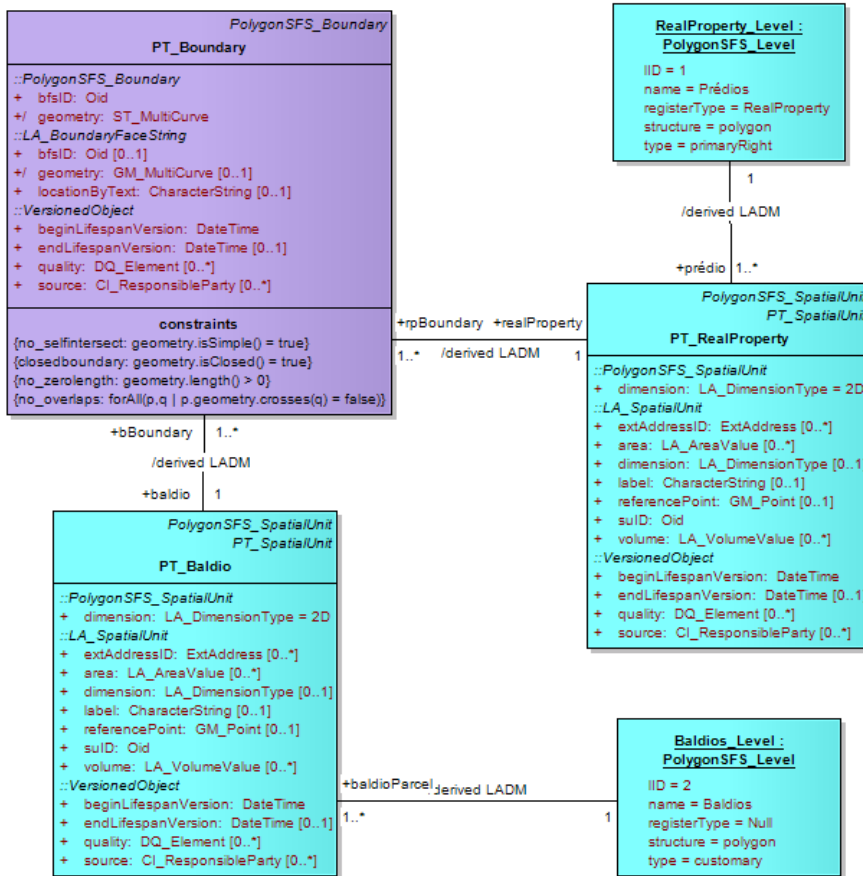 PolygonSFS_Boundary
PT_Boundary
::PolygonSFS_Boundary
+ bfsID: Oid
+/ geometry: ST_MultiCurve
::LA_BoundaryFaceString
+ bfsID: Oid [0..1]
+/ geometry: GM_MultiCurve [0..1]
+ locationByText: CharacterString [0..1]
::VersionedObject
+ beginLifespanVersion: DateTime
+ endLifespanVersion: DateTime [0..1]
+ quality: DQ_Element [0..*]
+ source: CI_ResponsibleParty [0..*]
constraints
{no_selfintersect: geometry.isSimple() = true}
{closedboundary: geometry.isClosed() = true}
{no_zerolength: geometry.length() > 0}
{no_overlaps: forAll(p,q | p.geometry.crosses(q) = false)}
RealProperty_Level :
PolygonSFS_Level
lID = 1
name = Prédios
registerType = RealProperty
structure = polygon
type = primaryRight
1
/derived LADM
+prédio 1..*
+rpBoundary +realProperty
1..* /derived LADM 1
PolygonSFS_SpatialUnit
PT_SpatialUnit
PT_RealProperty
::PolygonSFS_SpatialUnit
+ dimension: LA_DimensionType = 2D
::LA_SpatialUnit
+ extAddressID: ExtAddress [0..*]
+ area: LA_AreaValue [0..*]
+ dimension: LA_DimensionType [0..1]
+ label: CharacterString [0..1]
+ referencePoint: GM_Point [0..1]
+ suID: Oid
+ volume: LA_VolumeValue [0..*]
::VersionedObject
+ beginLifespanVersion: DateTime
+ endLifespanVersion: DateTime [0..1]
+ quality: DQ_Element [0..*]
+ source: CI_ResponsibleParty [0..*]
+bBoundary 1..*
/derived LADM
+baldio 1
PolygonSFS_SpatialUnit
PT_SpatialUnit
PT_Baldio
::PolygonSFS_SpatialUnit
+ dimension: LA_DimensionType = 2D
::LA_SpatialUnit
+ extAddressID: ExtAddress [0..*]
+ area: LA_AreaValue [0..*]
+ dimension: LA_DimensionType [0..1]
+ label: CharacterString [0..1]
+ referencePoint: GM_Point [0..1]
+ suID: Oid
+ volume: LA_VolumeValue [0..*]
::VersionedObject
+ beginLifespanVersion: DateTime
+ endLifespanVersion: DateTime [0..1]
+ quality: DQ_Element [0..*]
+ source: CI_ResponsibleParty [0..*]
+baldioParcel /derived LADM
1..* 1
Baldios_Level :
PolygonSFS_Level
lID = 2
name = Baldios
registerType = Null
structure = polygon
type = customary